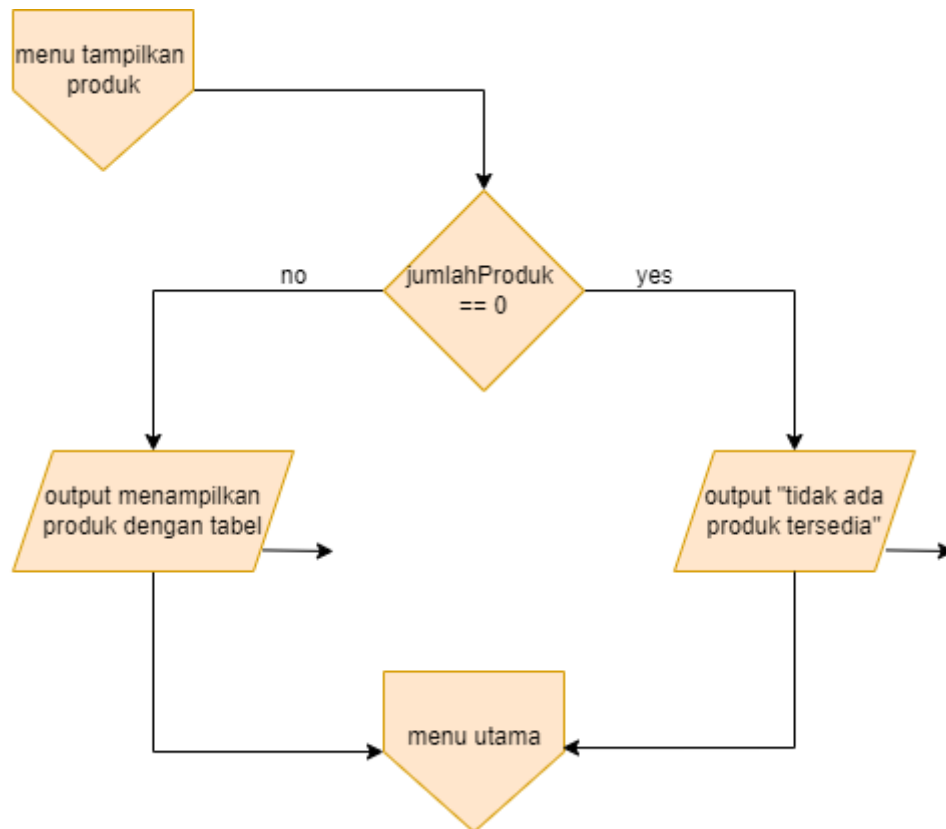 menu tampilkan
produk
no
jumlahProduk
== 0
yes
output menampilkan
produk dengan tabel
output "tidak ada
produk tersedia"
menu utama